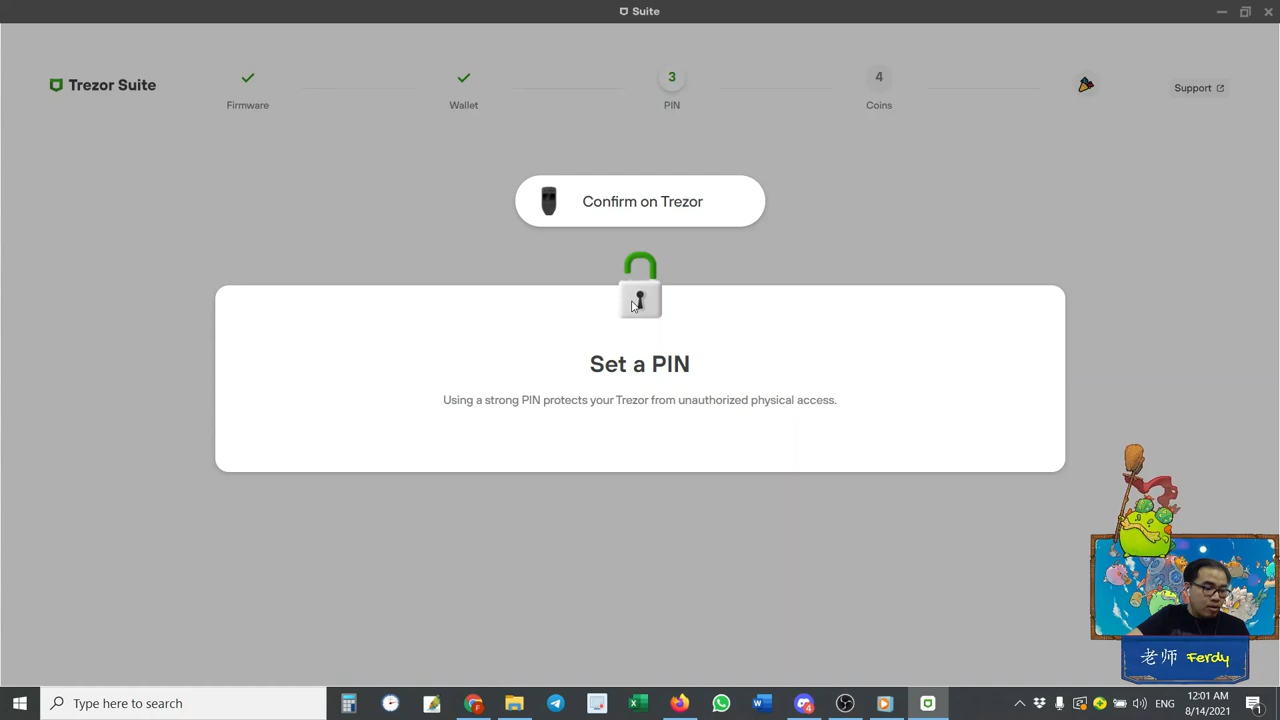 Suite
Trezor Suite
Firmware
Wallet
3
PIN
4
Coins
Support
Confirm on Trezor
Set a PIN
Using a strong PIN protects your Trezor from unauthorized physical access.
老师 Ferdy
Type here to search
4
ENG
12:01 AM
8/14/2021
1